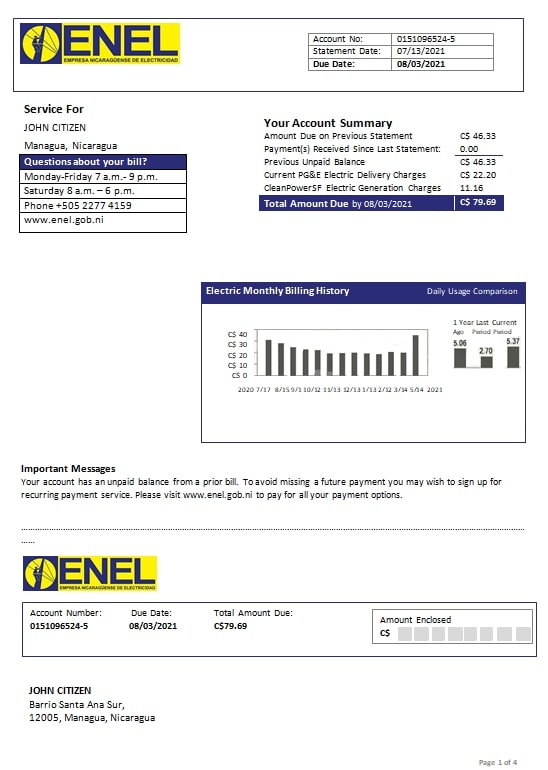 ENEL
EMPRESA NICARAGÜENSE DE ELECTRICIDAD
Account No: 0151096524-5
Statement Date: 07/13/2021
Due Date: 08/03/2021
Service For
JOHN CITIZEN
Managua, Nicaragua
Questions about your bill?
Monday-Friday 7 a.m.- 9 p.m.
Saturday 8 a.m. – 6 p.m.
Phone +505 2277 4159
www.enel.gob.ni
Your Account Summary
Amount Due on Previous Statement C$ 46.33
Payment(s) Received Since Last Statement: 0.00
Previous Unpaid Balance C$ 46.33
Current PG&E Electric Delivery Charges C$ 22.20
CleanPowerSF Electric Generation Charges 11.16
Total Amount Due by 08/03/2021 C$ 79.69
Electric Monthly Billing History Daily Usage Comparison
1 Year Last Current
Ago Period Period
5.06 2.70 5.37
C$ 40
C$ 30
C$ 20
C$ 10
C$ 0
2020 7/17 8/15 9/1 10/12 11/13 12/13 1/13 2/12 3/14 5/14 2021
Important Messages
Your account has an unpaid balance from a prior bill. To avoid missing a future payment you may wish to sign up for
recurring payment service. Please visit www.enel.gob.ni to pay for all your payment options.
ENEL
EMPRESA NICARAGÜENSE DE ELECTRICIDAD
Account Number: Due Date: Total Amount Due:
0151096524-5 08/03/2021 C$79.69
Amount Enclosed
C$
JOHN CITIZEN
Barrio Santa Ana Sur,
12005, Managua, Nicaragua
Page 1 of 4